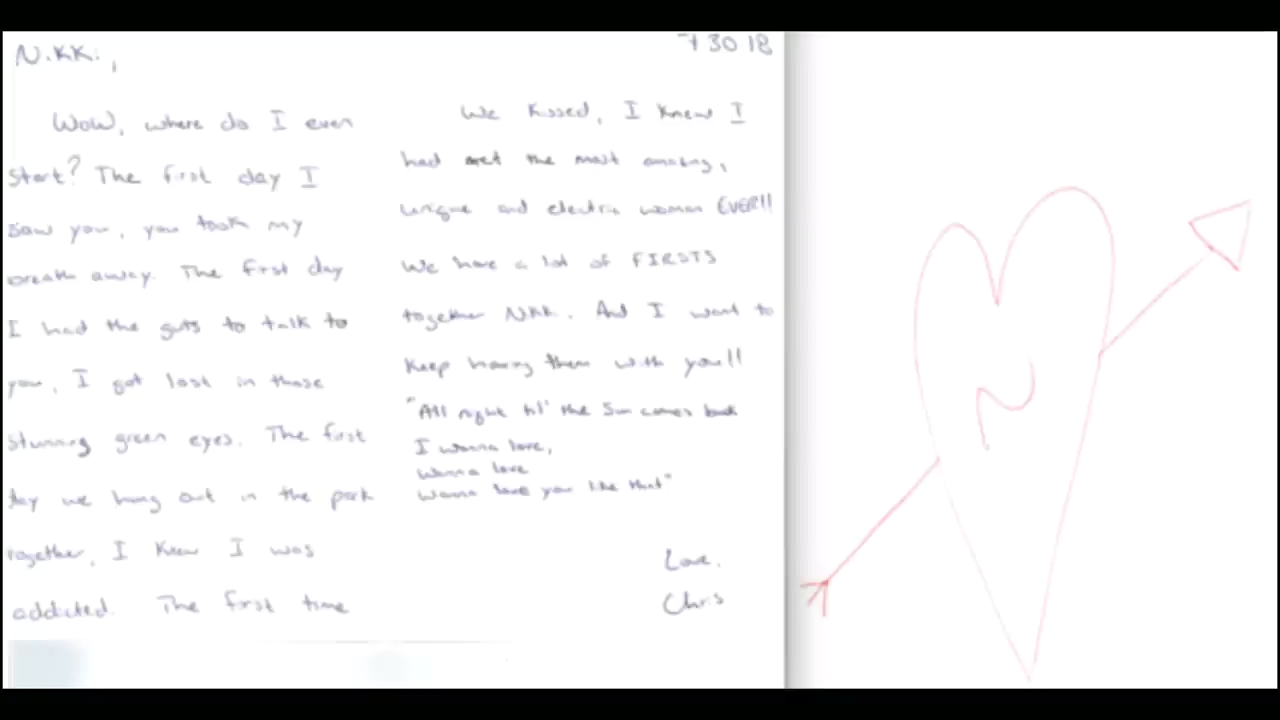 Nikki,
7 30 18
Wow, where do I even
start? The first day I
saw you, you took my
breath away. The first day
I had the guts to talk to
you, I got lost in those
stunning green eyes. The first
day we hung out in the park
together, I knew I was
addicted. The first time
We kissed, I knew I
had met the most amazing,
unique and electric woman EVER!!
We have a lot of FIRSTS
together Nikk. And I want to
keep having them with you!!
"All night til' the sun comes back
I wanna love,
wanna love
wanna love you like that"
Love,
Chris
N